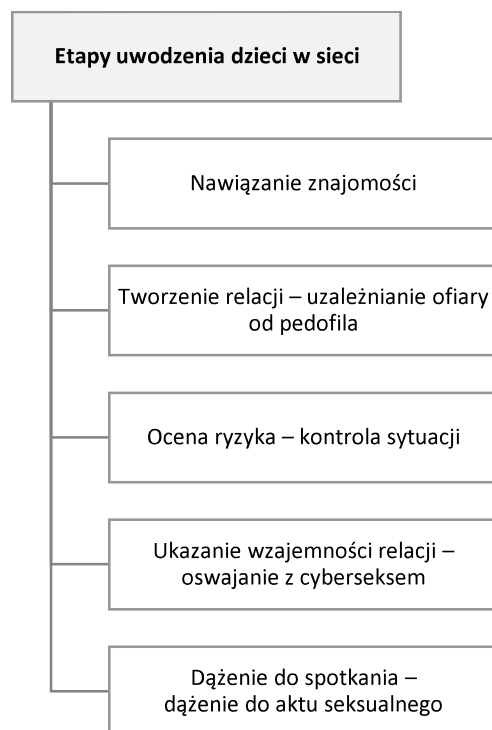 Etapy uwodzenia dzieci w sieci
Nawiązanie znajomości
Tworzenie relacji – uzależnianie ofiary
od pedofila
Ocena ryzyka – kontrola sytuacji
Ukazanie wzajemności relacji –
oswajanie z cyberseksem
Dążenie do spotkania –
dążenie do aktu seksualnego